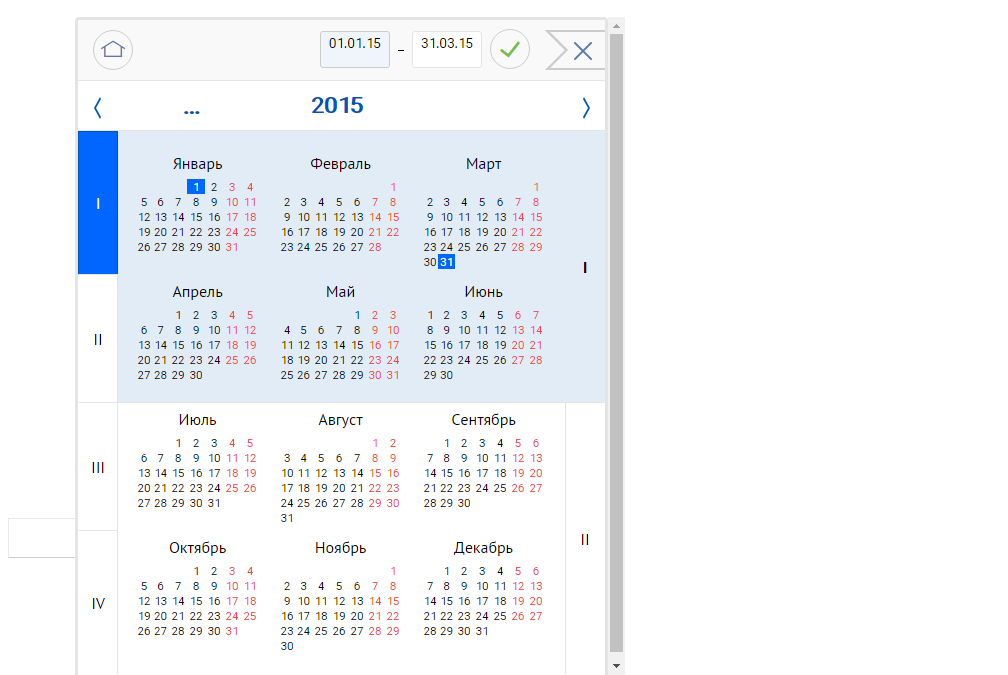 01.01.15 – 31.03.15
... 2015
I
Январь Февраль Март
1 2 3 4 1 1
5 6 7 8 9 10 11 2 3 4 5 6 7 8 2 3 4 5 6 7 8
12 13 14 15 16 17 18 9 10 11 12 13 14 15 9 10 11 12 13 14 15
19 20 21 22 23 24 25 16 17 18 19 20 21 22 16 17 18 19 20 21 22
26 27 28 29 30 31 23 24 25 26 27 28 23 24 25 26 27 28 29
30 31
I
II
Апрель Май Июнь
1 2 3 4 5 1 2 3 1 2 3 4 5 6 7
6 7 8 9 10 11 12 4 5 6 7 8 9 10 8 9 10 11 12 13 14
13 14 15 16 17 18 19 11 12 13 14 15 16 17 15 16 17 18 19 20 21
20 21 22 23 24 25 26 18 19 20 21 22 23 24 22 23 24 25 26 27 28
27 28 29 30 25 26 27 28 29 30 31 29 30
III
Июль Август Сентябрь
1 2 3 4 5 1 2 1 2 3 4 5 6
6 7 8 9 10 11 12 3 4 5 6 7 8 9 7 8 9 10 11 12 13
13 14 15 16 17 18 19 10 11 12 13 14 15 16 14 15 16 17 18 19 20
20 21 22 23 24 25 26 17 18 19 20 21 22 23 21 22 23 24 25 26 27
27 28 29 30 31 24 25 26 27 28 29 30 28 29 30
31
II
IV
Октябрь Ноябрь Декабрь
1 2 3 4 1 1 2 3 4 5 6
5 6 7 8 9 10 11 2 3 4 5 6 7 8 7 8 9 10 11 12 13
12 13 14 15 16 17 18 9 10 11 12 13 14 15 14 15 16 17 18 19 20
19 20 21 22 23 24 25 16 17 18 19 20 21 22 21 22 23 24 25 26 27
26 27 28 29 30 31 23 24 25 26 27 28 29 28 29 30 31
30